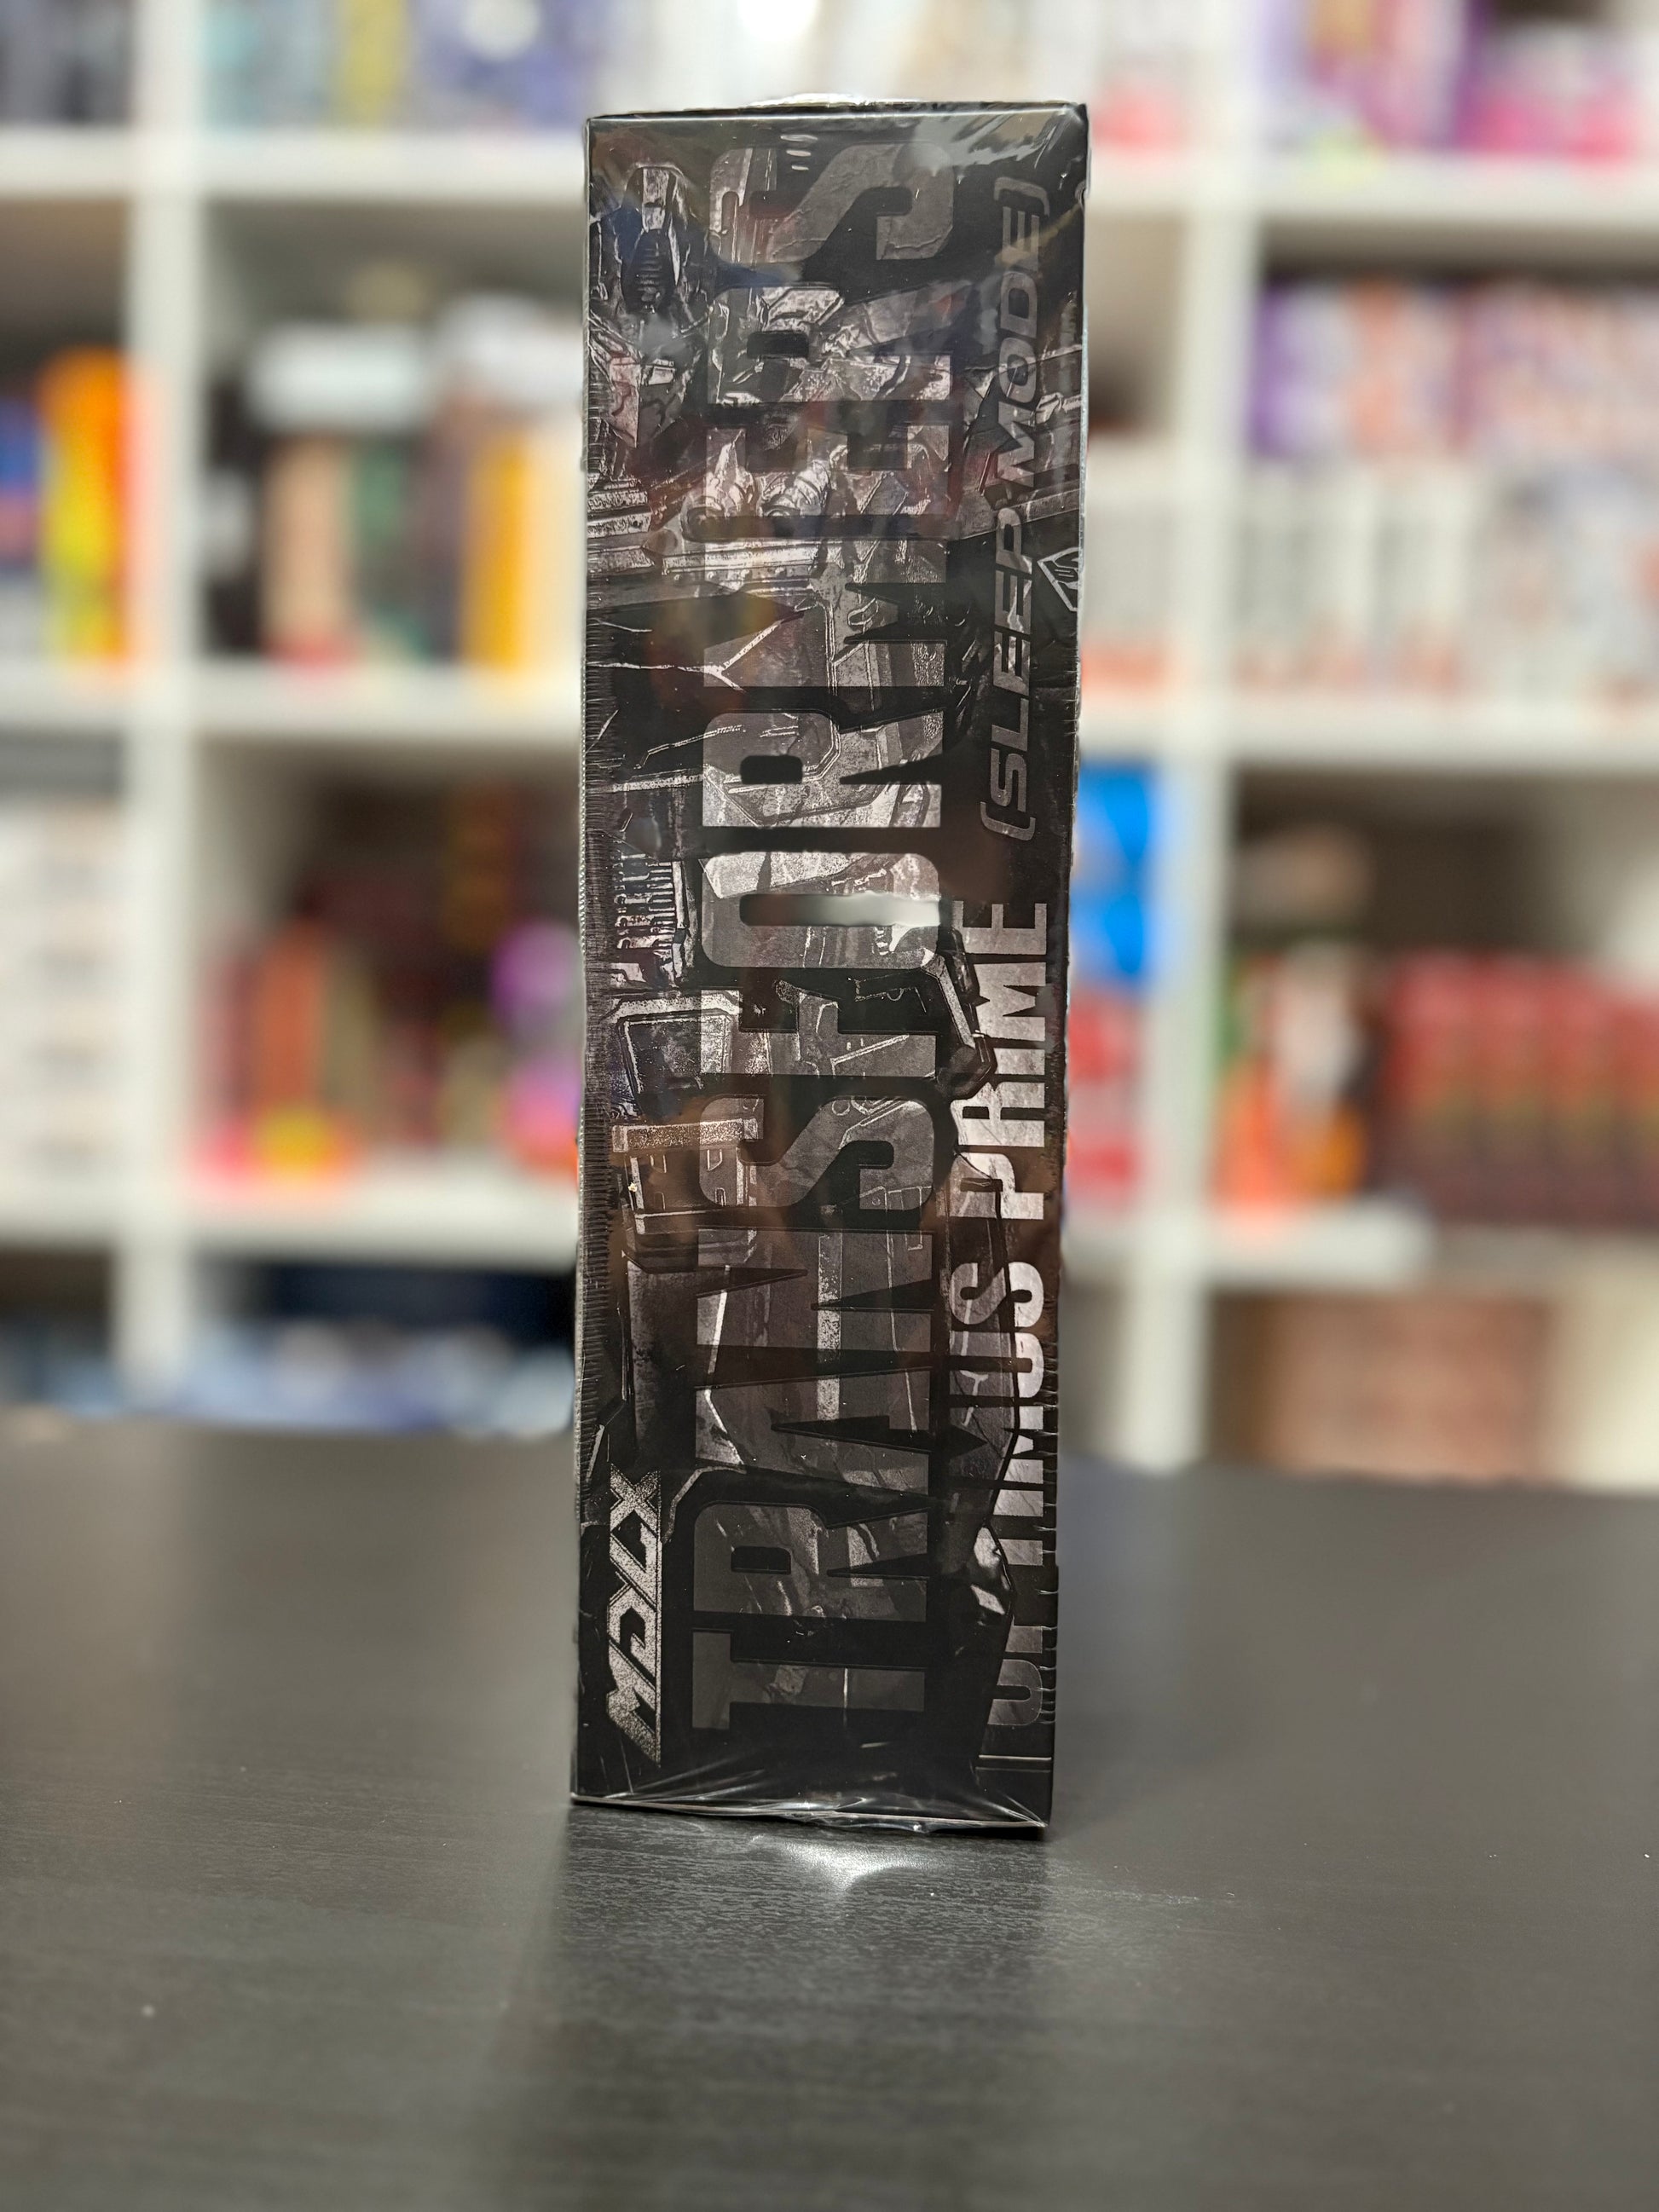 MDLX
TRANSFORMERS
OPTIMUS PRIME (SLEEP MODE)